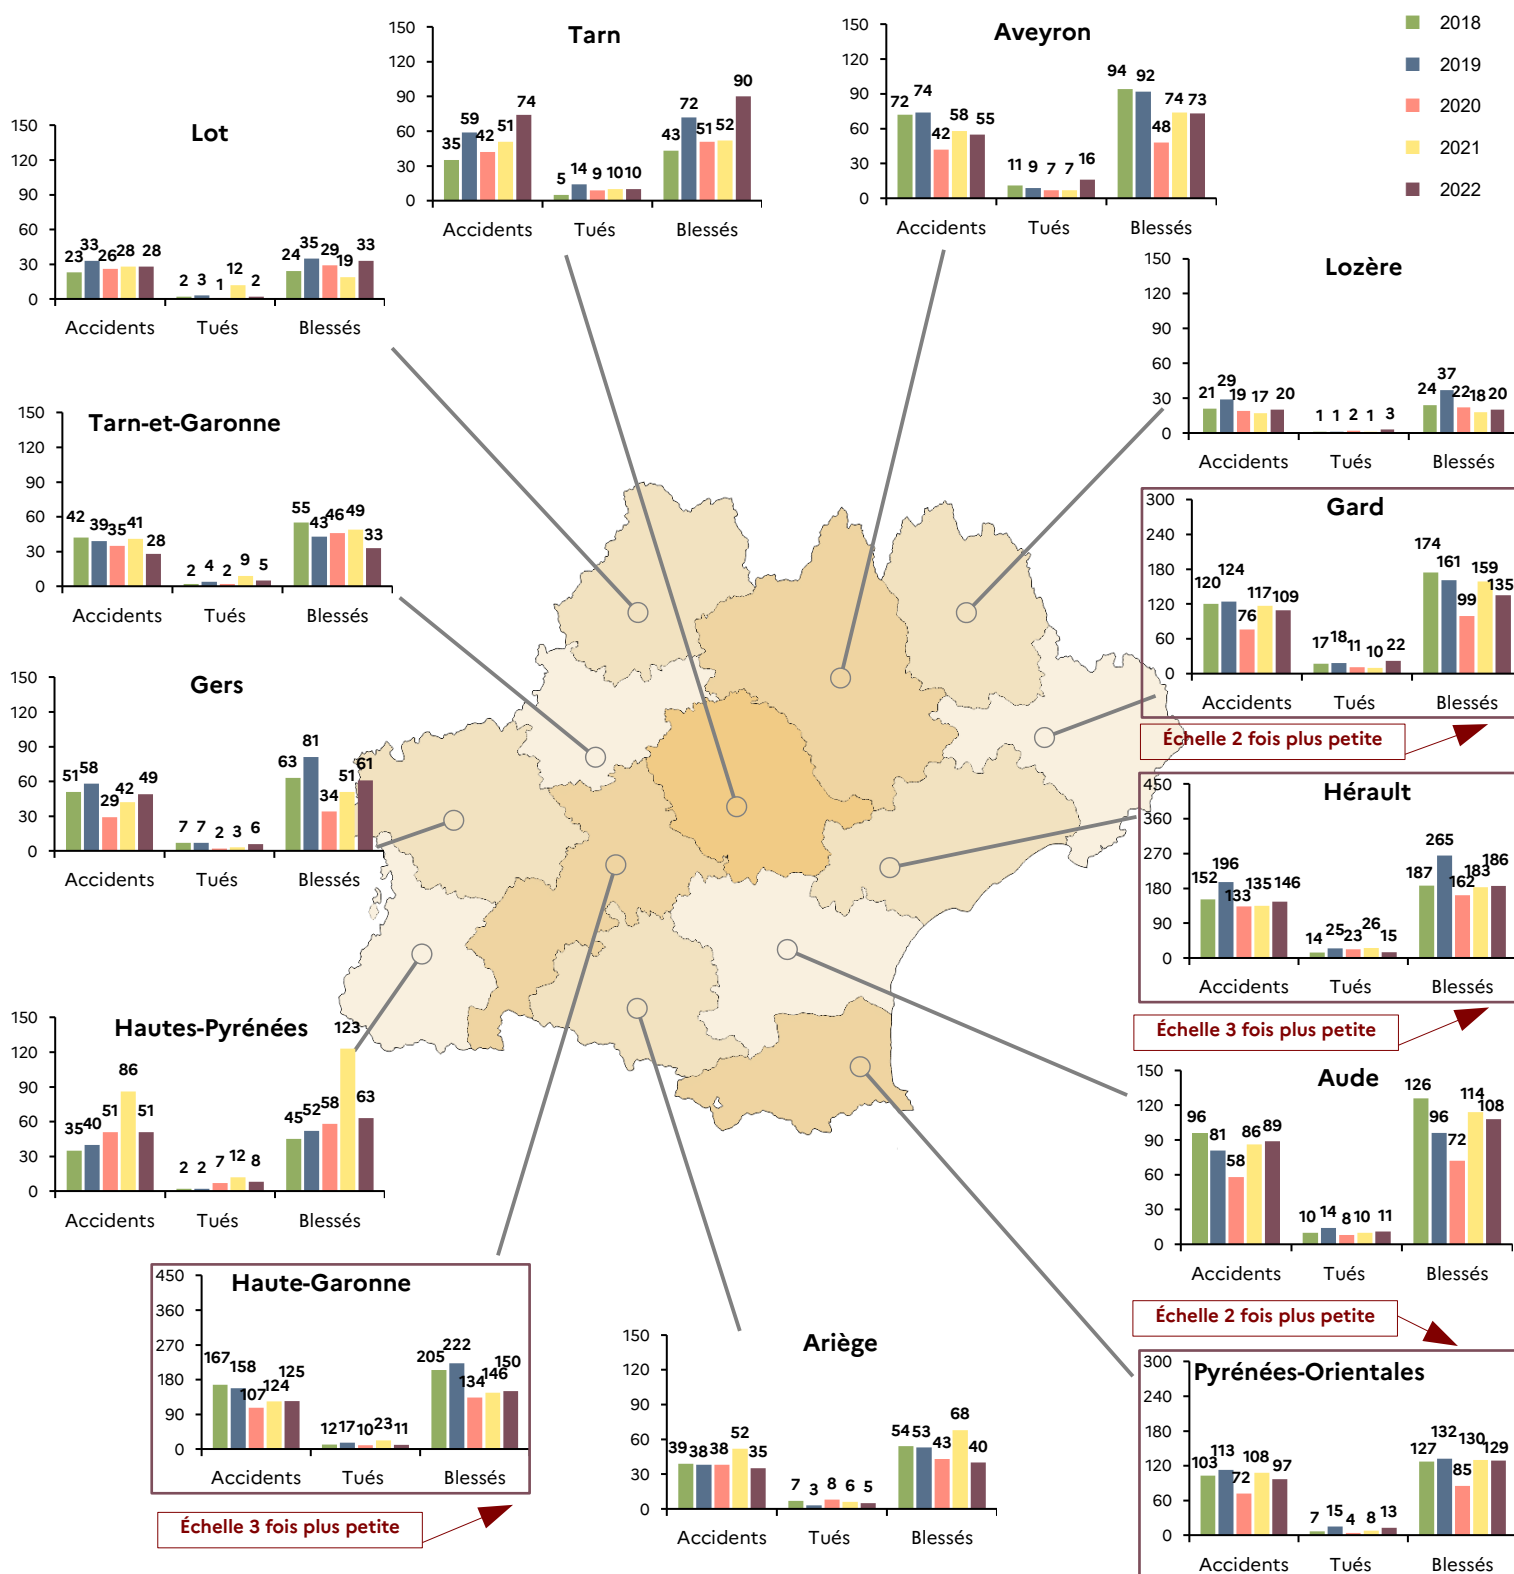 2018
2019
2020
2021
2022
Tarn
150
120
90
60
30
0
35 59 42 51 74
5 14 9 10 10
43 72 51 52 90
Accidents Tués Blessés
Aveyron
150
120
90
60
30
0
72 74 42 58 55
11 9 7 7 16
94 92 48 74 73
Accidents Tués Blessés
Lot
150
120
90
60
30
0
23 33 26 28 28
2 3 1 12 2
24 35 29 19 33
Accidents Tués Blessés
Lozère
150
120
90
60
30
0
21 29 19 17 20
1 1 2 1 3
24 37 22 18 20
Accidents Tués Blessés
Tarn-et-Garonne
150
120
90
60
30
0
42 39 35 41 28
2 4 2 9 5
55 43 46 49 33
Accidents Tués Blessés
Gard
300
240
180
120
60
0
120 124 76 117 109
17 18 11 10 22
174 161 99 159 135
Accidents Tués Blessés
Échelle 2 fois plus petite
Gers
150
120
90
60
30
0
51 58 29 42 49
7 7 2 3 6
63 81 34 51 61
Accidents Tués Blessés
Hérault
450
360
270
180
90
0
152 196 133 135 146
14 25 23 26 15
187 265 162 183 186
Accidents Tués Blessés
Échelle 3 fois plus petite
Hautes-Pyrénées
150
120
90
60
30
0
35 40 51 86 51
2 2 7 12 8
45 52 58 123 63
Accidents Tués Blessés
Aude
150
120
90
60
30
0
96 81 58 86 89
10 14 8 10 11
126 96 72 114 108
Accidents Tués Blessés
Échelle 2 fois plus petite
Haute-Garonne
450
360
270
180
90
0
167 158 107 124 125
12 17 10 23 11
205 222 134 146 150
Accidents Tués Blessés
Échelle 3 fois plus petite
Ariège
150
120
90
60
30
0
39 38 38 52 35
7 3 8 6 5
54 53 43 68 40
Accidents Tués Blessés
Pyrénées-Orientales
300
240
180
120
60
0
103 113 72 108 97
7 15 4 8 13
127 132 85 130 129
Accidents Tués Blessés